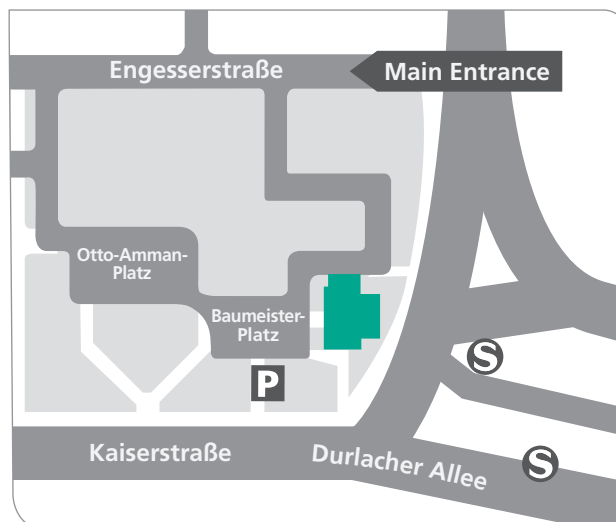 Engesserstraße
Main Entrance
Otto-Amman-
Platz
Baumeister-
Platz
P
S
Kaiserstraße
Durlacher Allee
S